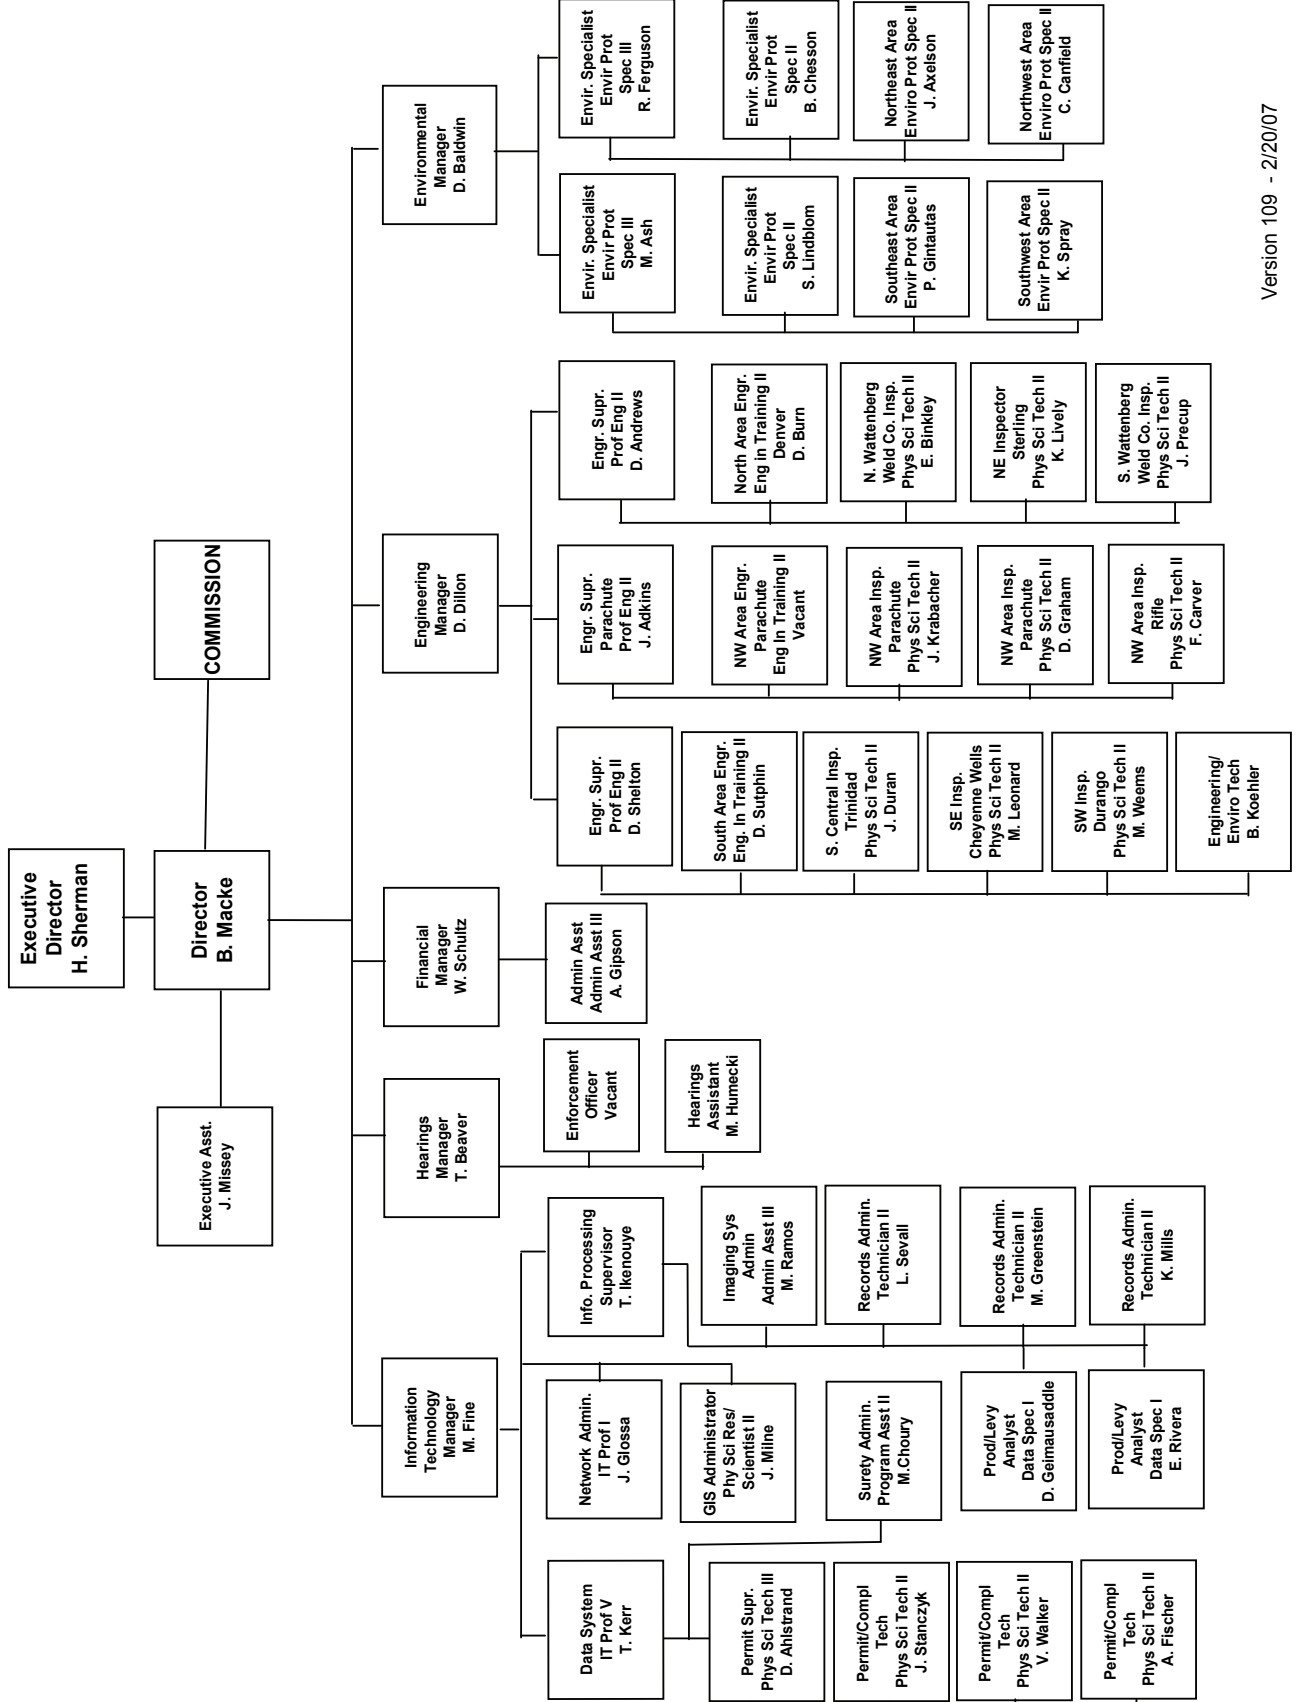 Executive
Director
H. Sherman
Director
B. Macke
COMMISSION
Executive Asst.
J. Missey
Information
Technology
Manager
M. Fine
Hearings
Manager
T. Beaver
Financial
Manager
W. Schultz
Engineering
Manager
D. Dillon
Environmental
Manager
D. Baldwin
Data System
IT Prof V
T. Kerr
Network Admin.
IT Prof I
J. Glossa
Info. Processing
Supervisor
T. Ikenouye
Enforcement
Officer
Vacant
Admin Asst
Admin Asst III
A. Gipson
Engr. Supr.
Prof Eng II
D. Shelton
Engr. Supr.
Parachute
Prof Eng II
J. Adkins
Engr. Supr.
Prof Eng II
D. Andrews
Envir. Specialist
Envir Prot
Spec III
M. Ash
Envir. Specialist
Envir Prot
Spec III
R. Ferguson
Permit Supr.
Phys Sci Tech III
D. Ahlstrand
GIS Administrator
Phy Sci Res/
Scientist II
J. Milne
Imaging Sys
Admin
Admin Asst III
M. Ramos
Hearings
Assistant
M. Humecki
South Area Engr.
Eng. In Training II
D. Sutphin
NW Area Engr.
Parachute
Eng In Training II
Vacant
North Area Engr.
Eng in Training II
Denver
D. Burn
Envir. Specialist
Envir Prot
Spec II
S. Lindblom
Envir. Specialist
Envir Prot
Spec II
B. Chesson
Permit/Compl
Tech
Phys Sci Tech II
J. Stanczyk
Surety Admin.
Program Asst II
M.Choury
Records Admin.
Technician II
L. Sevall
S. Central Insp.
Trinidad
Phys Sci Tech II
J. Duran
NW Area Insp.
Parachute
Phys Sci Tech II
J. Krabacher
N. Wattenberg
Weld Co. Insp.
Phys Sci Tech II
E. Binkley
Southeast Area
Envir Prot Spec II
P. Gintautas
Northeast Area
Enviro Prot Spec II
J. Axelson
Permit/Compl
Tech
Phys Sci Tech II
V. Walker
Prod/Levy
Analyst
Data Spec I
D. Geimausaddle
Records Admin.
Technician II
M. Greenstein
SE Insp.
Cheyenne Wells
Phys Sci Tech II
M. Leonard
NW Area Insp.
Parachute
Phys Sci Tech II
D. Graham
NE Inspector
Sterling
Phys Sci Tech II
K. Lively
Southwest Area
Envir Prot Spec II
K. Spray
Northwest Area
Enviro Prot Spec II
C. Canfield
Permit/Compl
Tech
Phys Sci Tech II
A. Fischer
Prod/Levy
Analyst
Data Spec I
E. Rivera
Records Admin.
Technician II
K. Mills
SW Insp.
Durango
Phys Sci Tech II
M. Weems
NW Area Insp.
Rifle
Phys Sci Tech II
F. Carver
S. Wattenberg
Weld Co. Insp.
Phys Sci Tech II
J. Precup
Engineering/
Enviro Tech
B. Koehler
Version 109 - 2/20/07